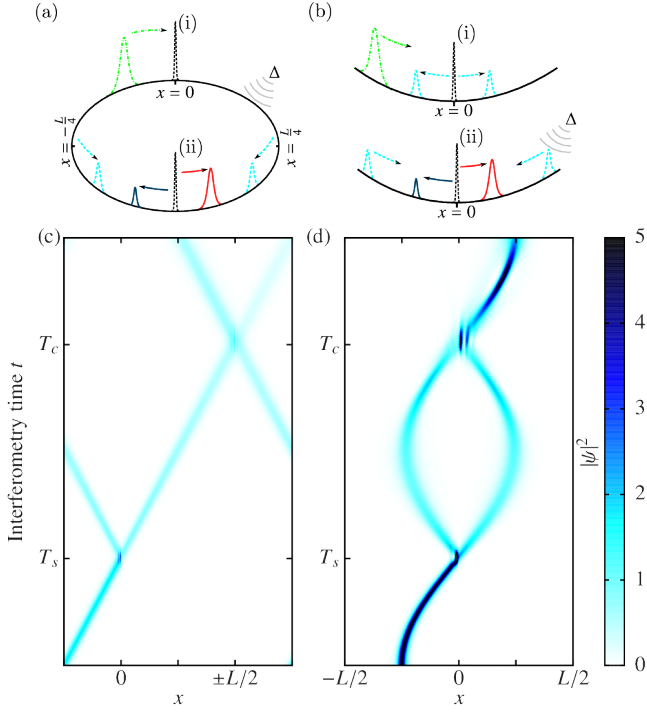 (a)
(i)
x = 0
Δ
x = −L/4
x = L/4
(ii)
(b)
(i)
x = 0
Δ
(ii)
x = 0
(c)
T_c
T_s
Interferometry time t
0
±L/2
x
(d)
T_c
T_s
−L/2
0
L/2
x
5
4
3
2
1
0
|ψ|²